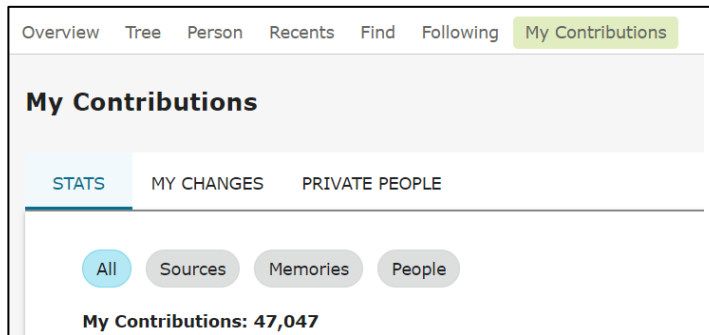 Overview Tree Person Recents Find Following My Contributions
My Contributions
STATS MY CHANGES PRIVATE PEOPLE
All Sources Memories People
My Contributions: 47,047